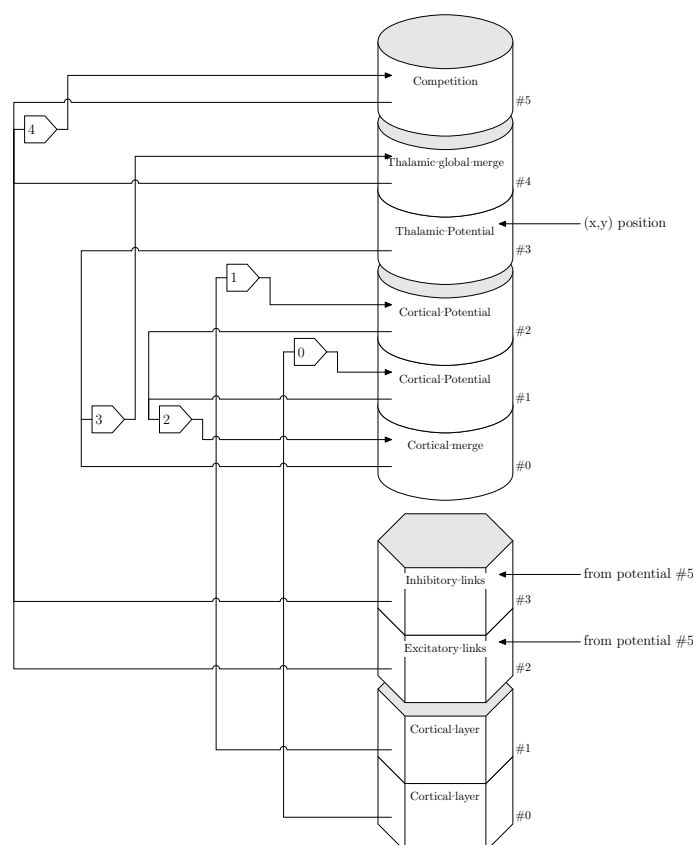 Competition
#5
4
Thalamic-global-merge
#4
(x,y) position
Thalamic-Potential
#3
1
Cortical-Potential
#2
0
Cortical-Potential
#1
3
2
Cortical-merge
#0
from potential #5
Inhibitory-links
#3
from potential #5
Excitatory-links
#2
Cortical-layer
#1
Cortical-layer
#0